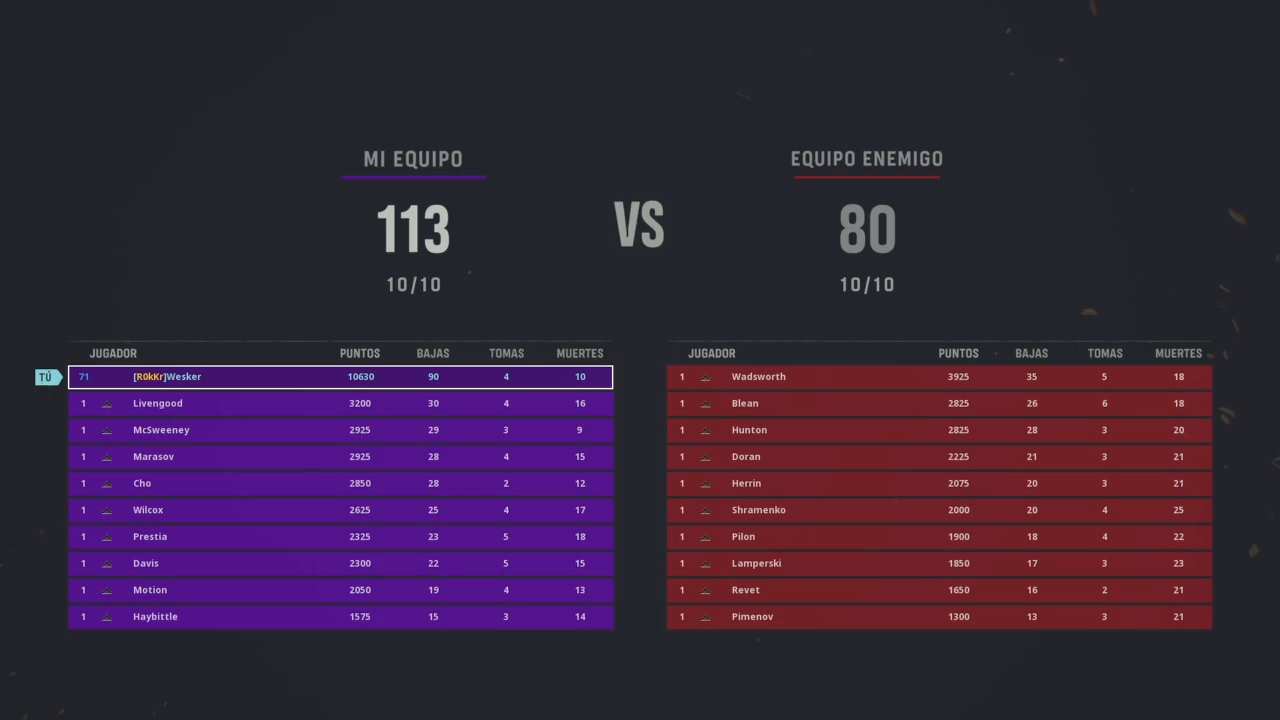 MI EQUIPO
113
10/10
VS
EQUIPO ENEMIGO
80
10/10
JUGADOR PUNTOS BAJAS TOMAS MUERTES
TÚ 71 [R0kKr]Wesker 10630 90 4 10
1 Livengood 3200 30 4 16
1 McSweeney 2925 29 3 9
1 Marasov 2925 28 4 15
1 Cho 2850 28 2 12
1 Wilcox 2625 25 4 17
1 Prestia 2325 23 5 18
1 Davis 2300 22 5 15
1 Motion 2050 19 4 13
1 Haybittle 1575 15 3 14
JUGADOR PUNTOS BAJAS TOMAS MUERTES
1 Wadsworth 3925 35 5 18
1 Blean 2825 26 6 18
1 Hunton 2825 28 3 20
1 Doran 2225 21 3 21
1 Herrin 2075 20 3 21
1 Shramenko 2000 20 4 25
1 Pilon 1900 18 4 22
1 Lamperski 1850 17 3 23
1 Revet 1650 16 2 21
1 Pimenov 1300 13 3 21